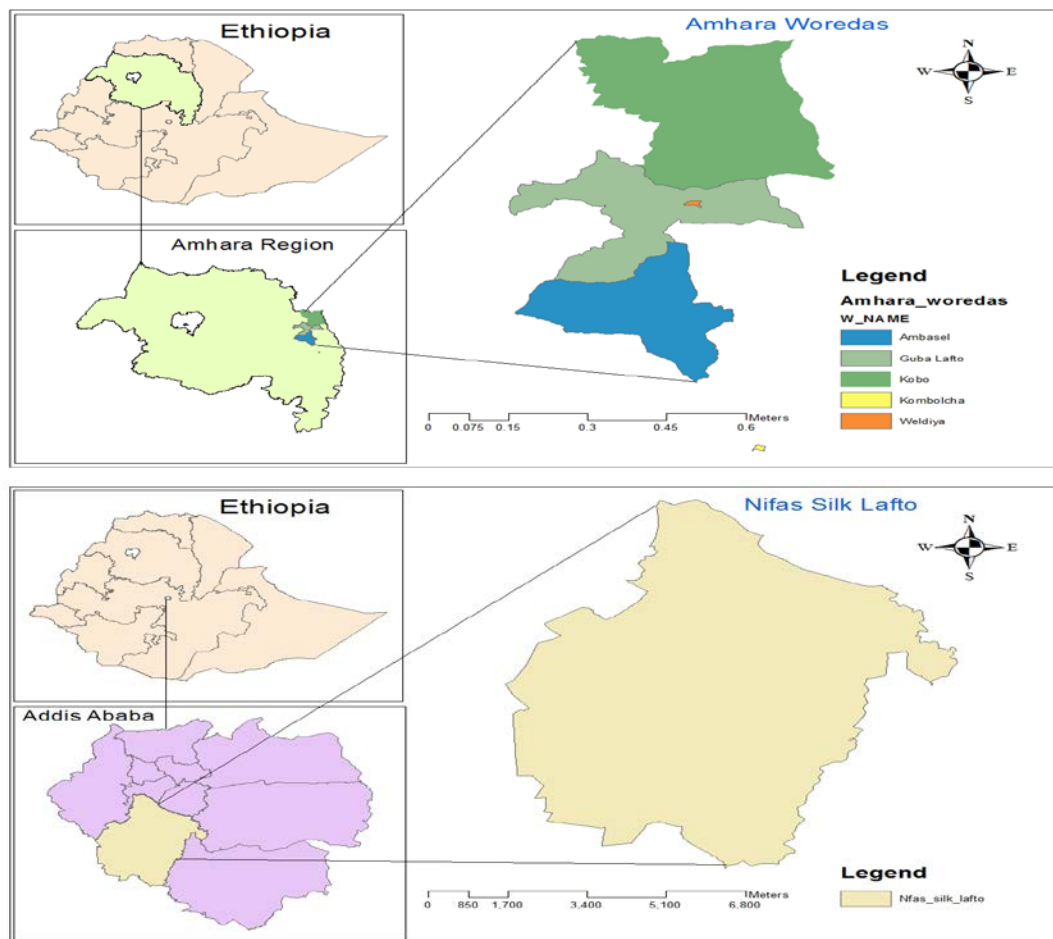 Ethiopia
Amhara Region
Amhara Woredas
N
W E
S
Legend
Amhara_woredas
W_NAME
Ambasel
Guba Lafto
Kobo
Kombolcha
Weldiya
Meters
0 0.075 0.15 0.3 0.45 0.6
Ethiopia
Addis Ababa
Nifas Silk Lafto
N
W E
S
Legend
Nfas_silk_lafto
Meters
0 850 1,700 3,400 5,100 6,800